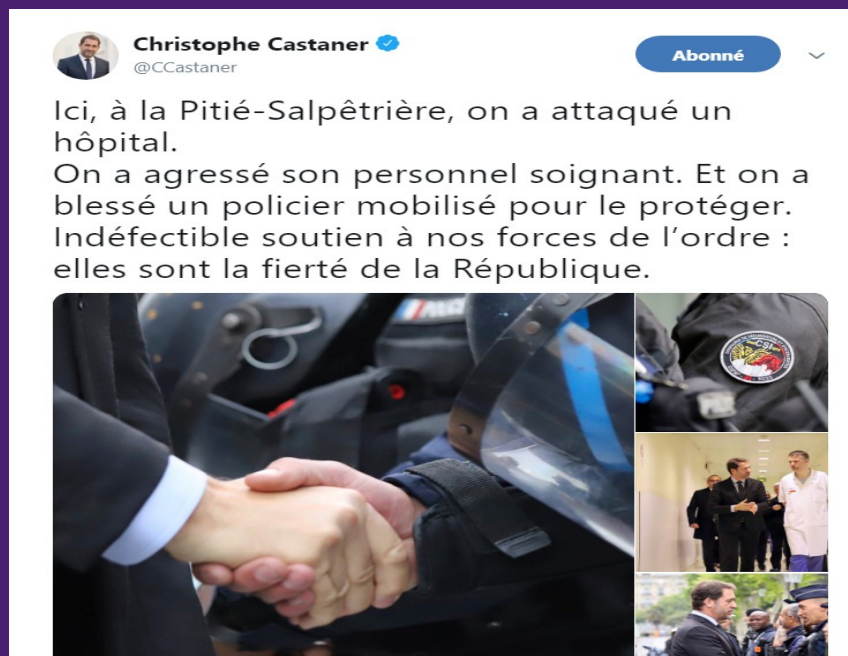 Christophe Castaner
@CCastaner
Abonné
Ici, à la Pitié-Salpêtrière, on a attaqué un
hôpital.
On a agressé son personnel soignant. Et on a
blessé un policier mobilisé pour le protéger.
Indéfectible soutien à nos forces de l'ordre :
elles sont la fierté de la République.
CSI